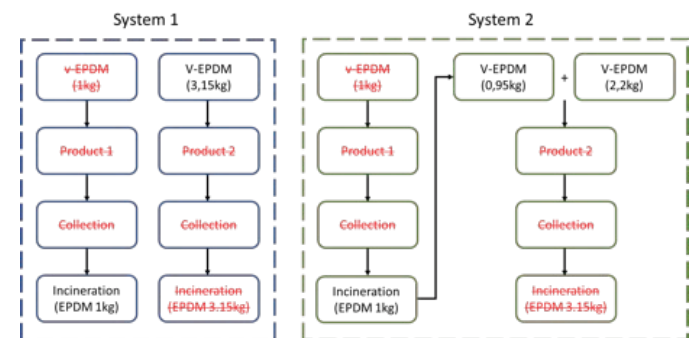 System 1
System 2
v-EPDM
(1kg)
V-EPDM
(3,15kg)
v-EPDM
(1kg)
V-EPDM
(0,95kg)
+
V-EPDM
(2,2kg)
Product 1
Product 2
Product 1
Product 2
Collection
Collection
Collection
Collection
Incineration
(EPDM 1kg)
Incineration
(EPDM 3.15kg)
Incineration
(EPDM 1kg)
Incineration
(EPDM 3.15kg)